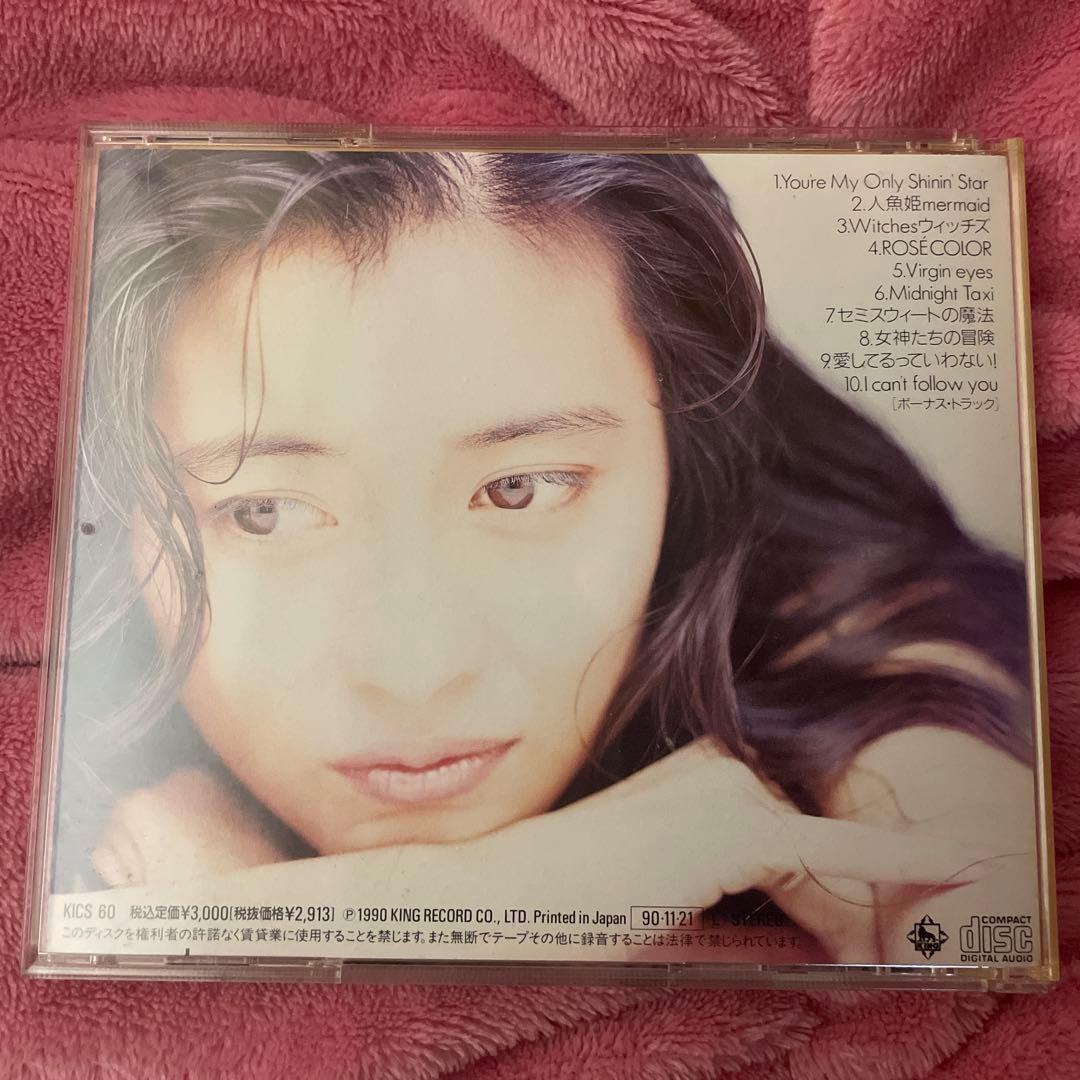 1.You're My Only Shinin' Star
2.人魚姫mermaid
3.Witchesウィッチズ
4.ROSÉCOLOR
5.Virgin eyes
6.Midnight Taxi
7.セミスウィートの魔法
8.女神たちの冒険
9.愛してるっていわない!
10.I can't follow you
[ボーナス・トラック]
KICS 60 税込定価¥3,000[税抜価格¥2,913] ℗ 1990 KING RECORD CO., LTD. Printed in Japan 90・11・21 STEREO
このディスクを権利者の許諾なく賃貸業に使用することを禁じます。また無断でテープその他に録音することは法律で禁じられています。
KING
COMPACT
disc
DIGITAL AUDIO